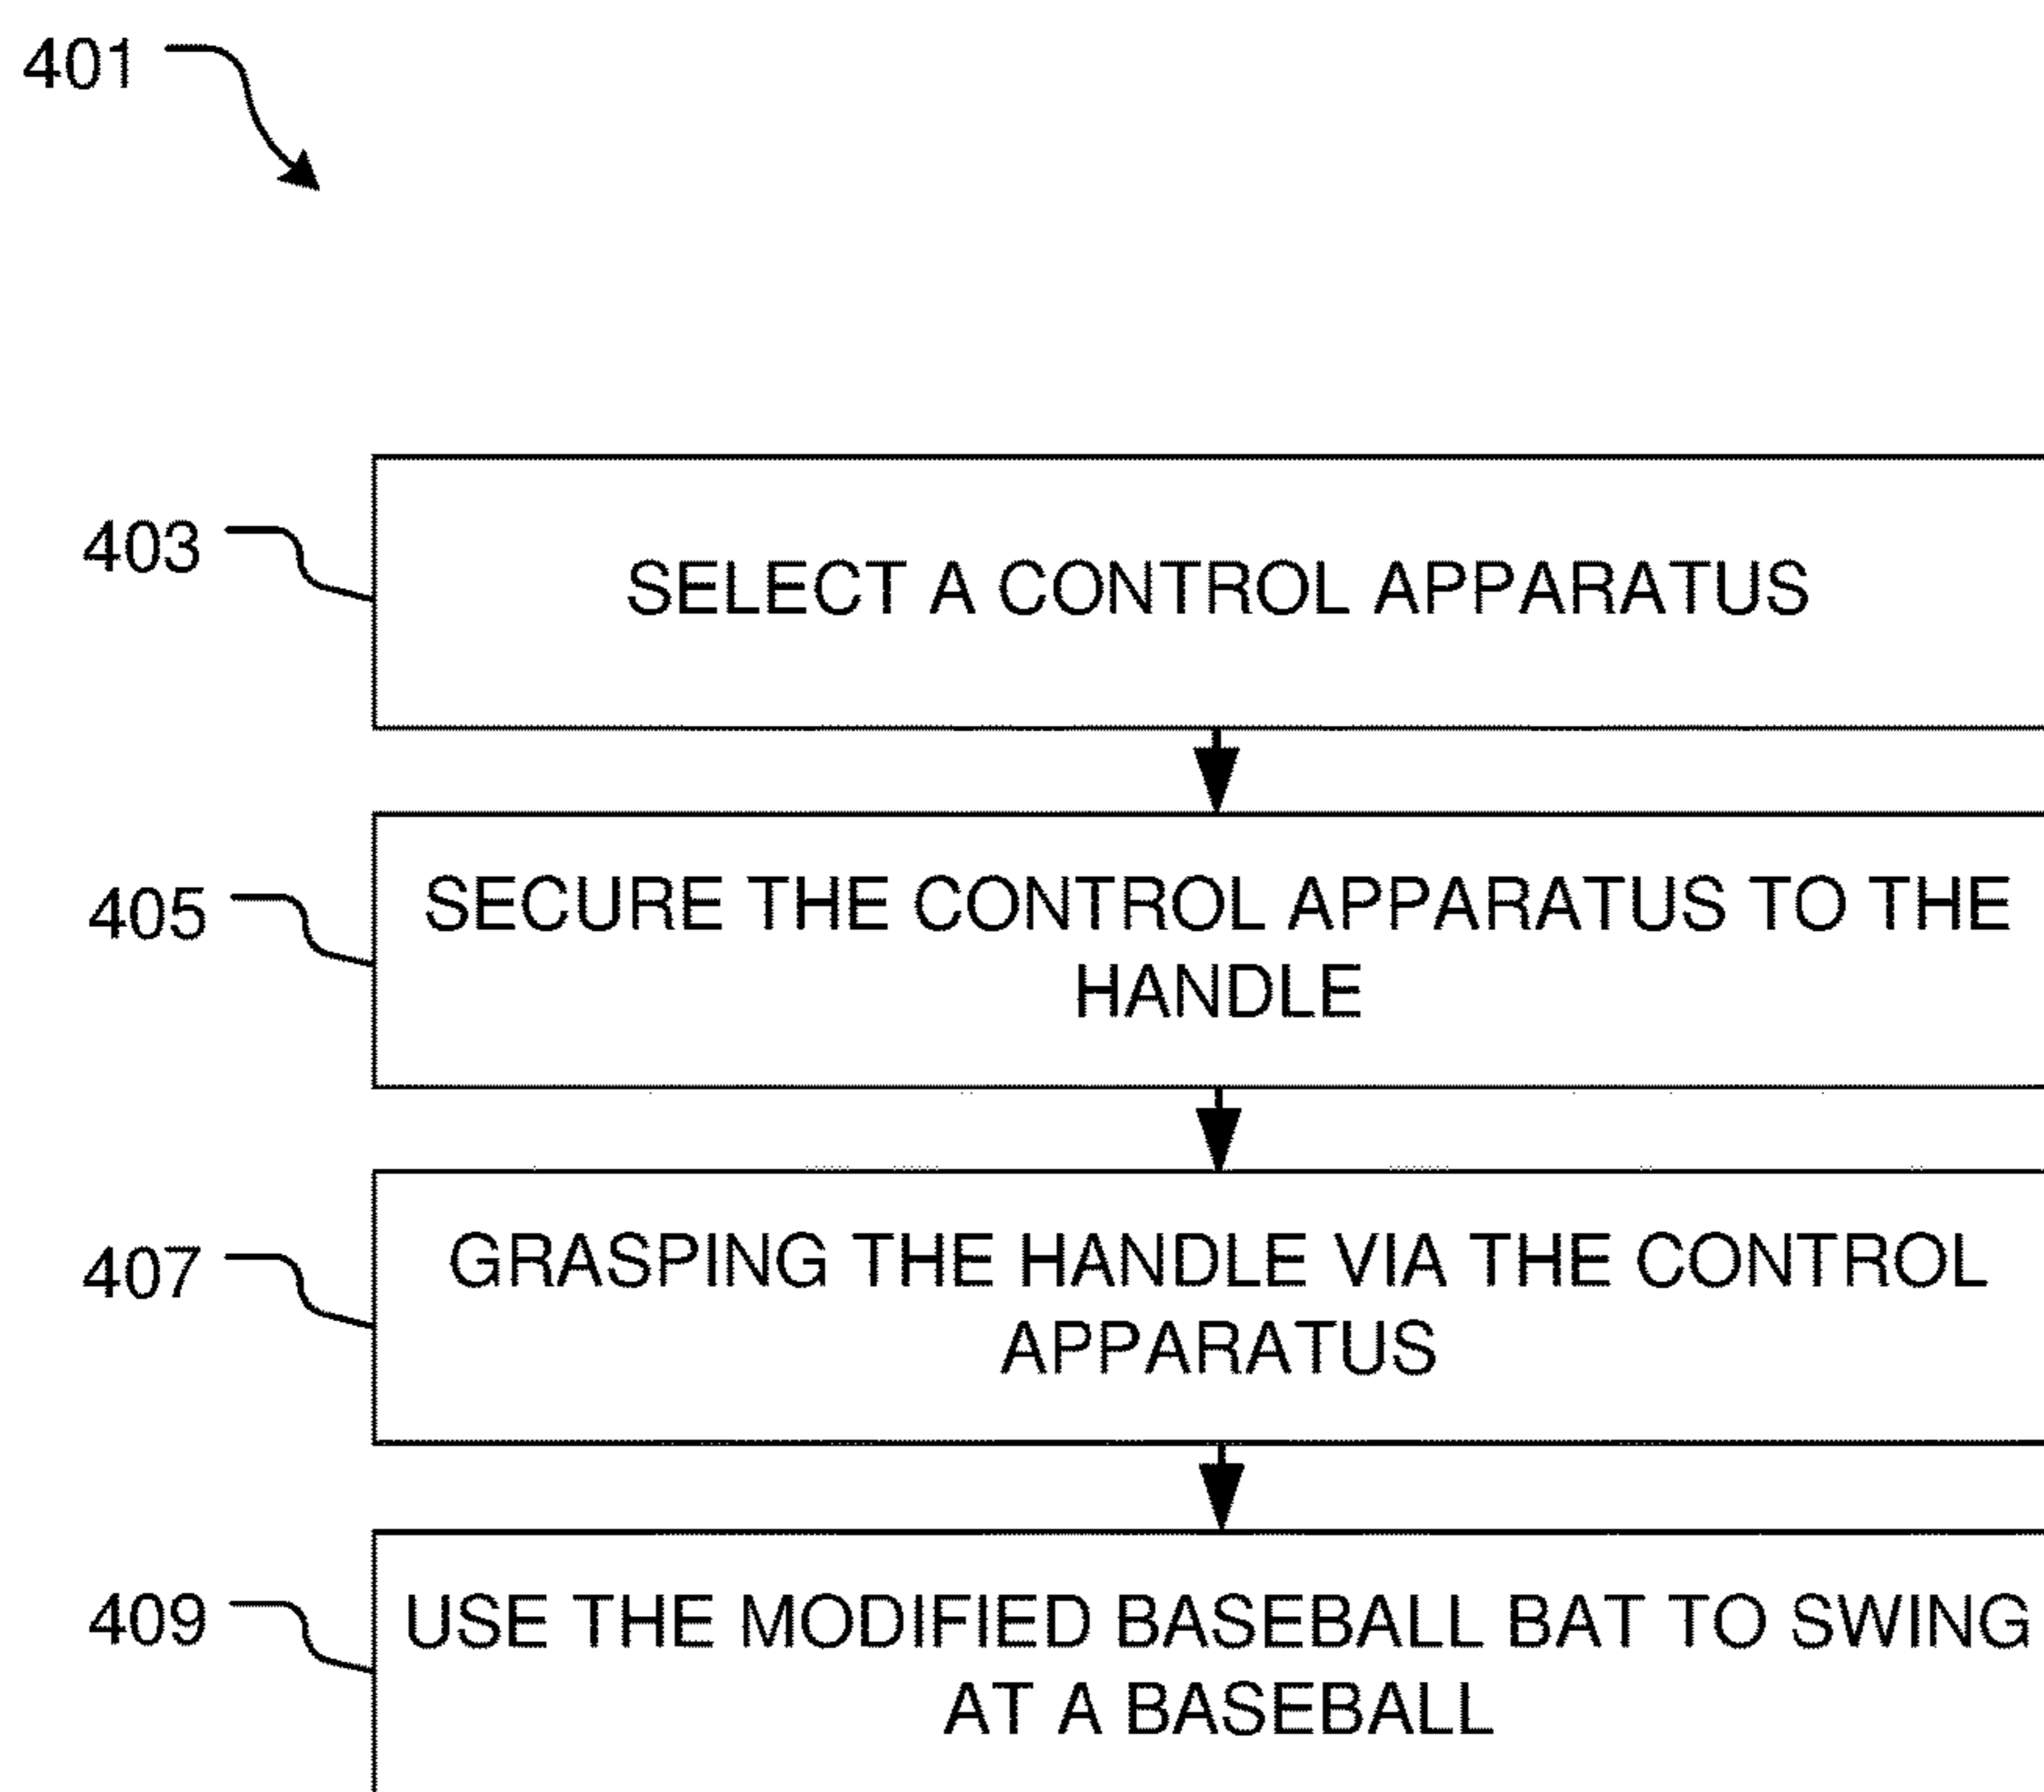 401
403
SELECT A CONTROL APPARATUS
405
SECURE THE CONTROL APPARATUS TO THE
HANDLE
407
GRASPING THE HANDLE VIA THE CONTROL
APPARATUS
409
USE THE MODIFIED BASEBALL BAT TO SWING
AT A BASEBALL